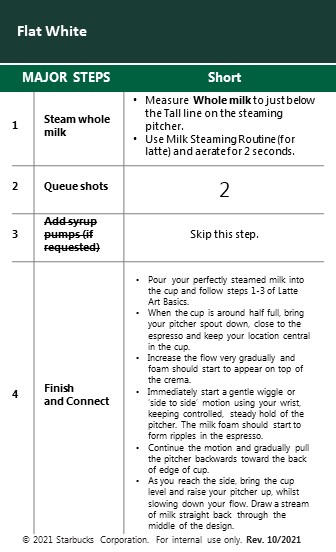 Flat White
MAJOR STEPS
Short
1
Steam whole
milk
• Measure Whole milk to just below
the Tall line on the steaming
pitcher.
• Use Milk Steaming Routine (for
latte) and aerate for 2 seconds.
2
Queue shots
2
3
Add syrup
pumps (if
requested)
Skip this step.
4
Finish
and Connect
• Pour your perfectly steamed milk into
the cup and follow steps 1-3 of Latte
Art Basics.
• When the cup is around half full, bring
your pitcher spout down, close to the
espresso and keep your location central
in the cup.
• Increase the flow very gradually and
foam should start to appear on top of
the crema.
• Immediately start a gentle wiggle or
'side to side' motion using your wrist,
keeping controlled, steady hold of the
pitcher. The milk foam should start to
form ripples in the espresso.
• Continue the motion and gradually pull
the pitcher backwards toward the back
of edge of cup.
• As you reach the side, bring the cup
level and raise your pitcher up, whilst
slowing down your flow. Draw a stream
of milk straight back through the
middle of the design.
© 2021 Starbucks Corporation. For internal use only. Rev. 10/2021